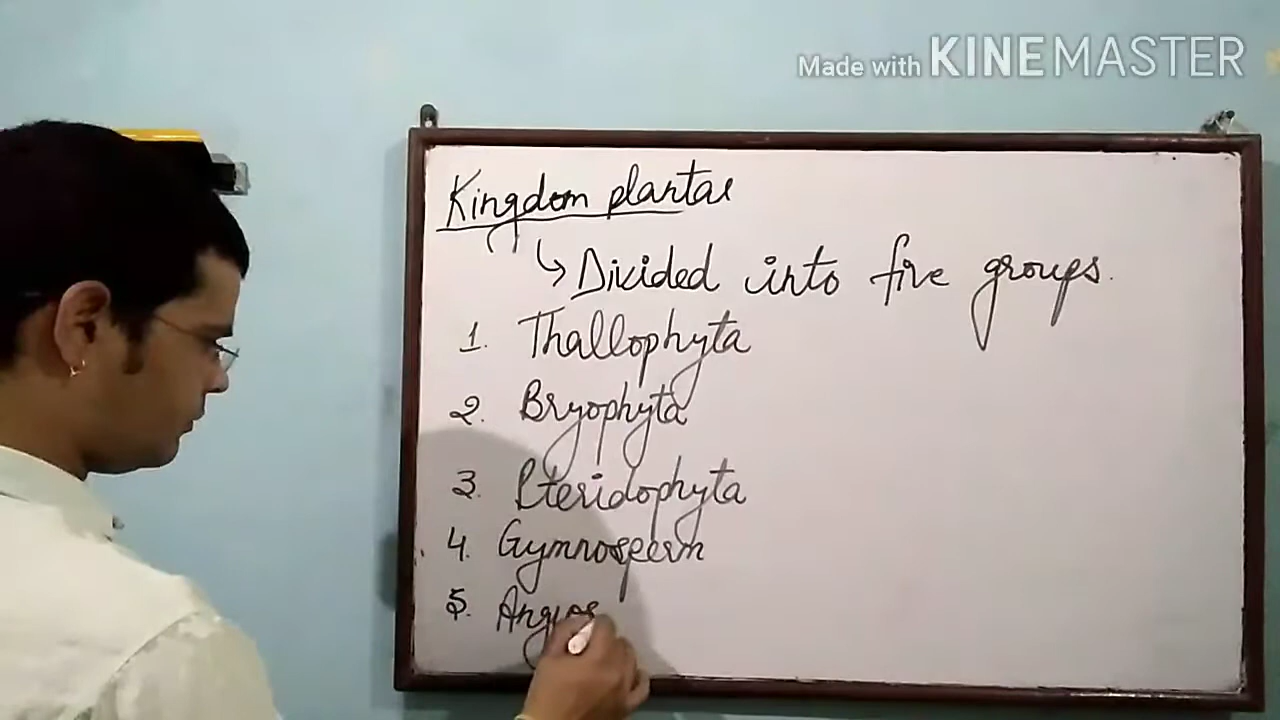 Made with KINEMASTER
Kingdom plantae
↳ Divided into five groups.
1. Thallophyta
2. Bryophyta
3. Pteridophyta
4. Gymnosperm
5. Angios